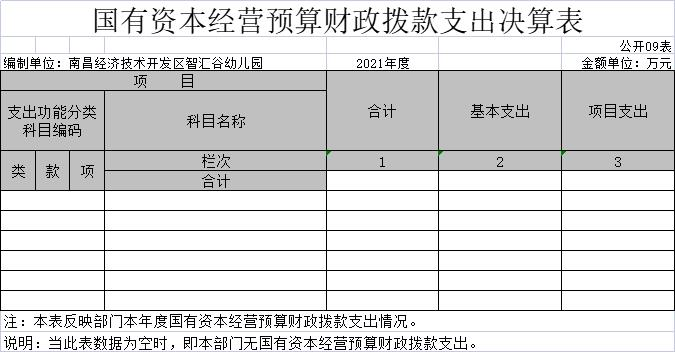 国有资本经营预算财政拨款支出决算表
公开09表
编制单位：南昌经济技术开发区智汇谷幼儿园 2021年度 金额单位：万元
项 目 合计 基本支出 项目支出
支出功能分类
科目编码
科目名称
类 款 项 栏次 1 2 3
合计
注：本表反映部门本年度国有资本经营预算财政拨款支出情况。
说明：当此表数据为空时，即本部门无国有资本经营预算财政拨款支出。